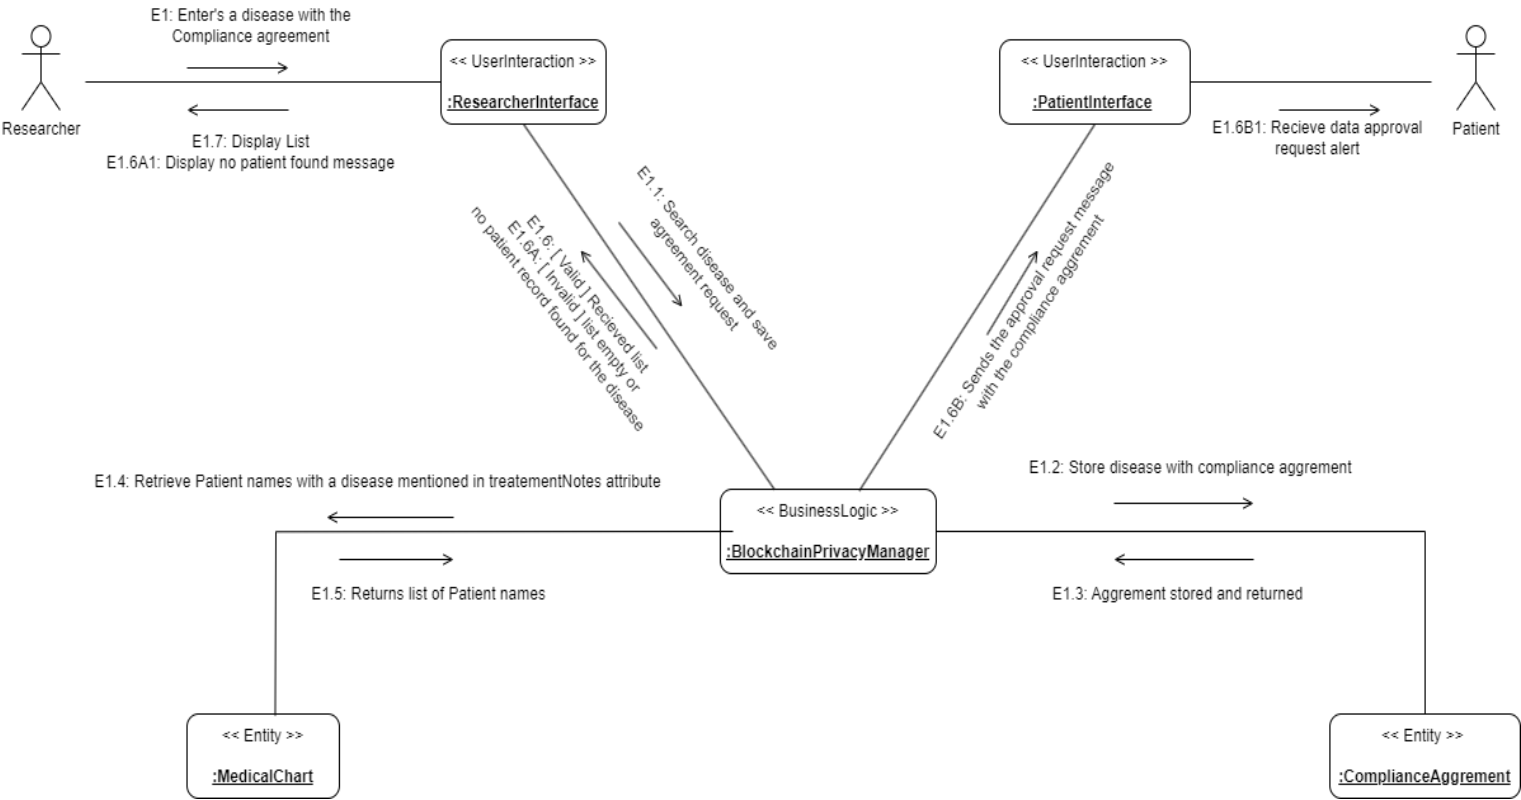 E1: Enter's a disease with the
Compliance agreement
Researcher
E1.7: Display List
E1.6A1: Display no patient found message
<< UserInteraction >>
:ResearcherInterface
<< UserInteraction >>
:PatientInterface
E1.6B1: Recieve data approval
request alert
Patient
E1.1: Search disease and save
agreement request
E1.6: [ Valid ] Recieved list
E1.6A: [ Invalid ] list empty or
no patient record found for the disease
E1.6B: Sends the approval request message
with the compliance aggrement
E1.4: Retrieve Patient names with a disease mentioned in treatementNotes attribute
E1.5: Returns list of Patient names
<< BusinessLogic >>
:BlockchainPrivacyManager
E1.2: Store disease with compliance aggrement
E1.3: Aggrement stored and returned
<< Entity >>
:MedicalChart
<< Entity >>
:ComplianceAggrement